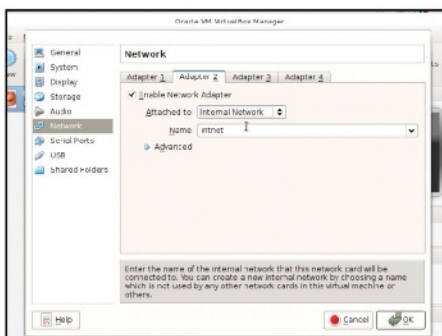 Oracle VM VirtualBox Manager
General
System
Display
Storage
Audio
Network
Serial Ports
USB
Shared Folders
Network
Adapter 1 Adapter 2 Adapter 3 Adapter 4
Enable Network Adapter
Attached to: Internal Network
Name: intnet
Advanced
Enter the name of the internal network that this network card will be
connected to. You can create a new internal network by choosing a name
which is not used by any other network cards in this virtual machine or
others.
Help Cancel OK